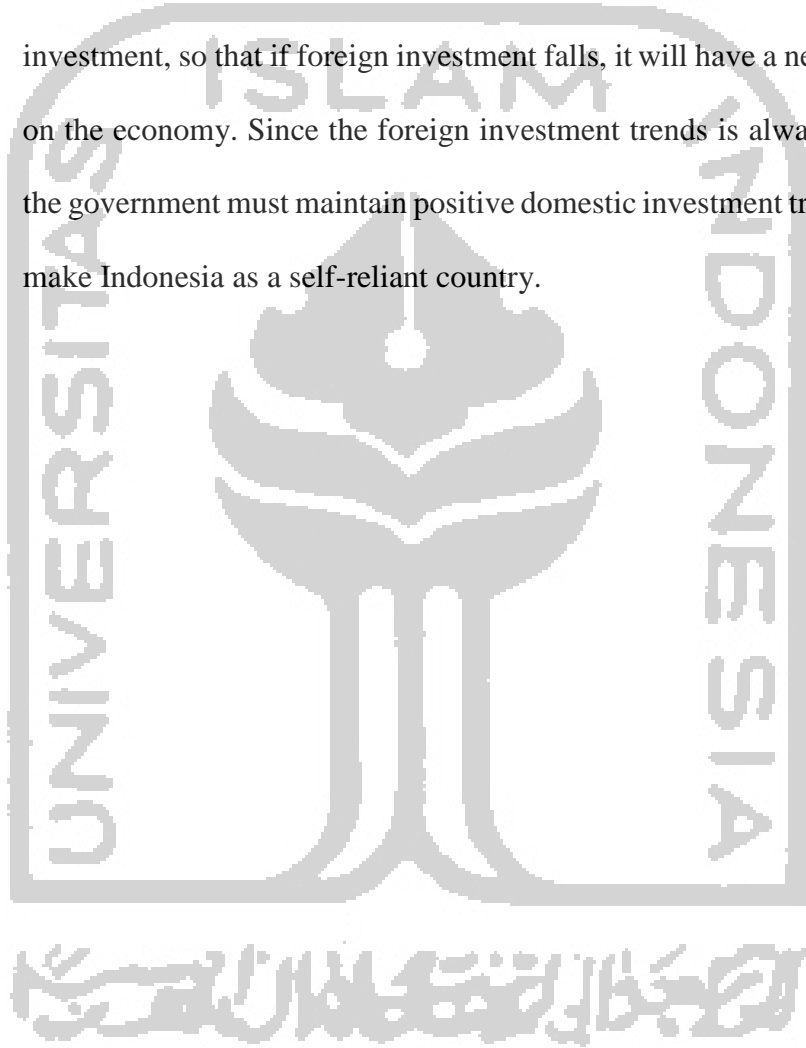 investment, so that if foreign investment falls, it will have a ne
on the economy. Since the foreign investment trends is alwa
the government must maintain positive domestic investment tr
make Indonesia as a self-reliant country.
UNIVERSITAS
ISLAM
INDONESIA